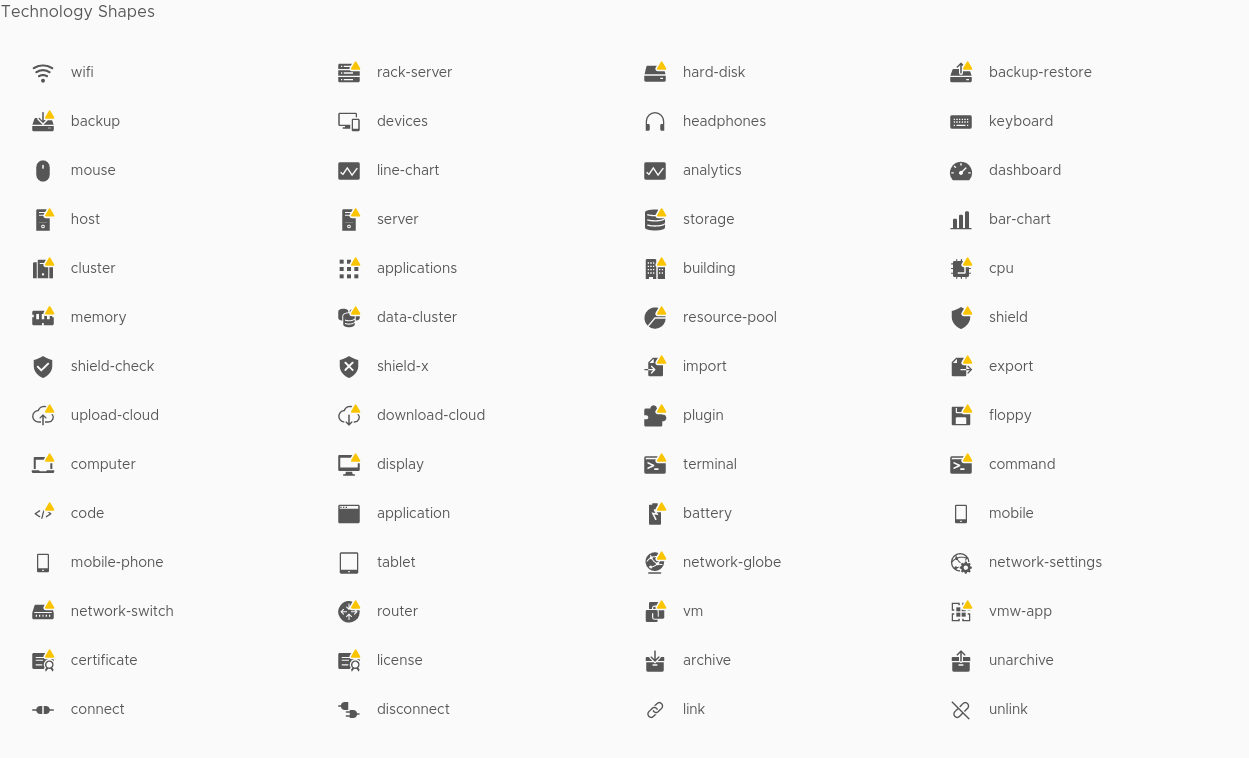 Technology Shapes
wifi rack-server hard-disk backup-restore
backup devices headphones keyboard
mouse line-chart analytics dashboard
host server storage bar-chart
cluster applications building cpu
memory data-cluster resource-pool shield
shield-check shield-x import export
upload-cloud download-cloud plugin floppy
computer display terminal command
code application battery mobile
mobile-phone tablet network-globe network-settings
network-switch router vm vmw-app
certificate license archive unarchive
connect disconnect link unlink